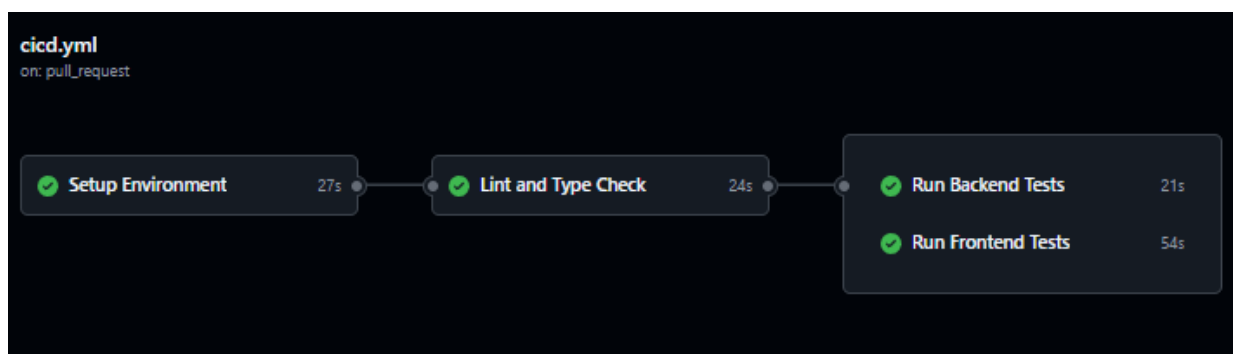 cicd.yml
on: pull_request
Setup Environment 27s
Lint and Type Check 24s
Run Backend Tests 21s
Run Frontend Tests 54s